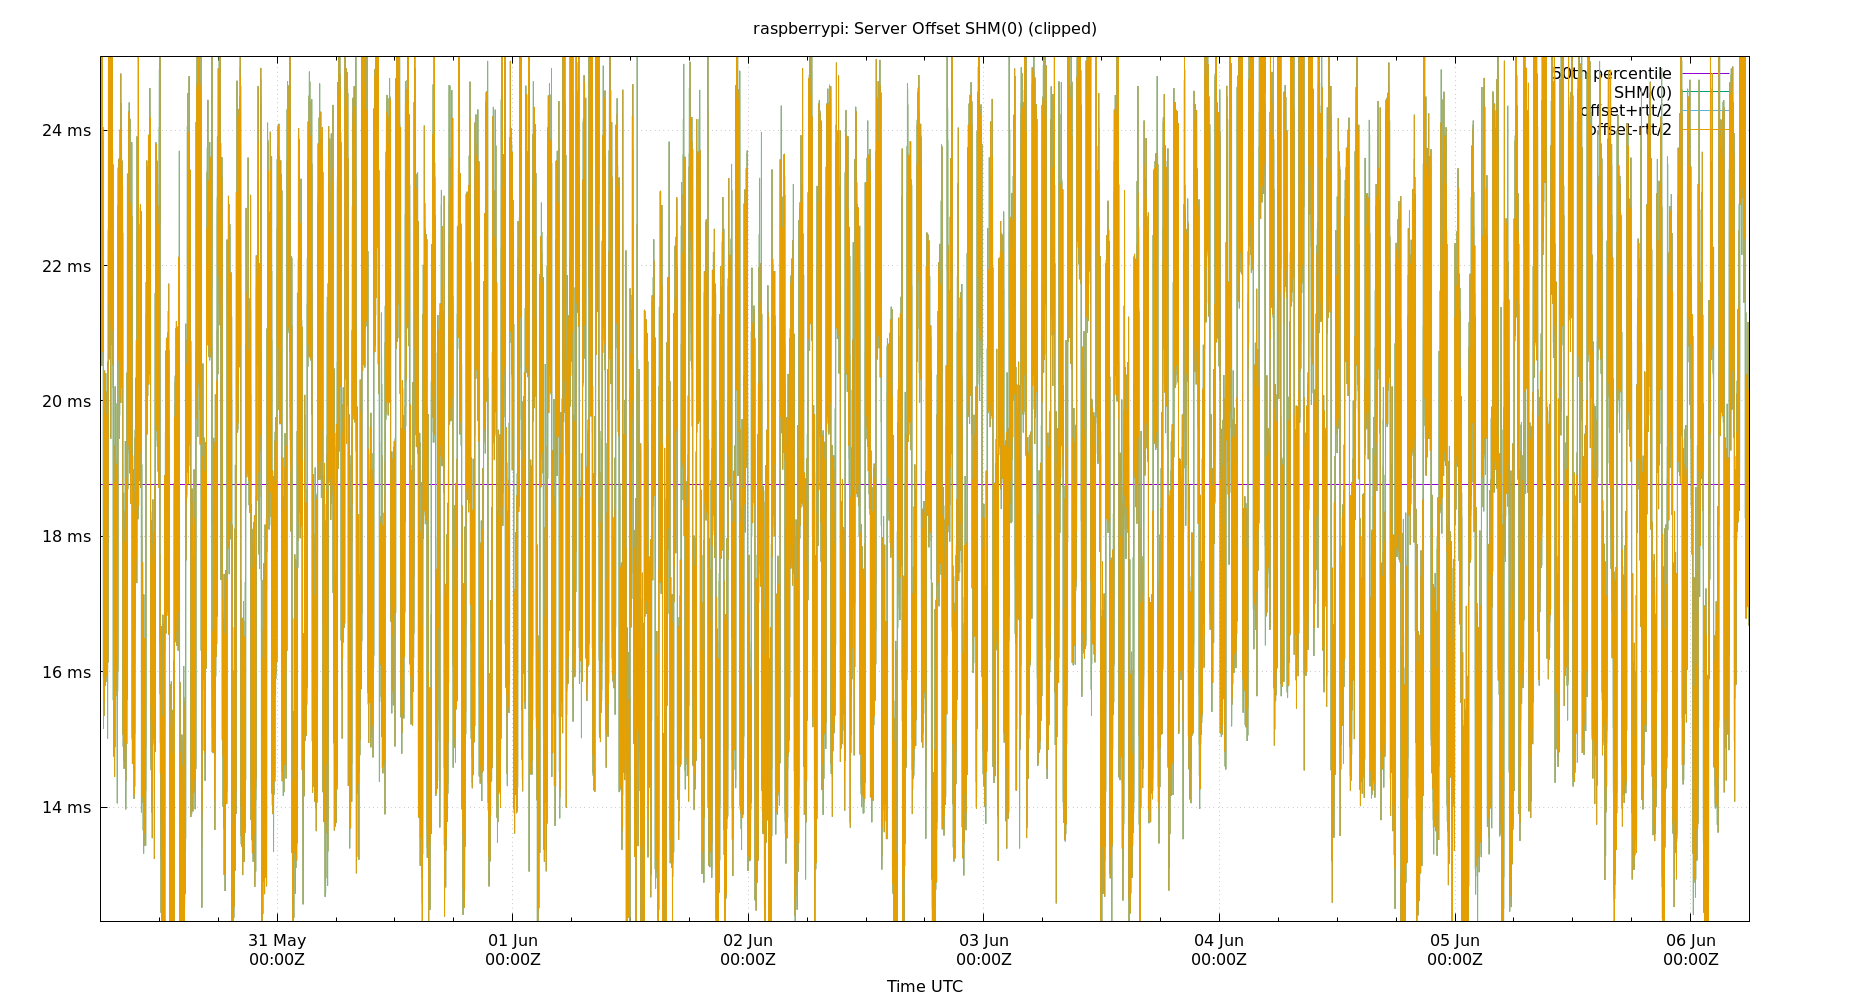 raspberrypi: Server Offset SHM(0) (clipped)
50th percentile
SHM(0)
offset+rtt/2
offset-rtt/2
24 ms
22 ms
20 ms
18 ms
16 ms
14 ms
31 May 01 Jun 02 Jun 03 Jun 04 Jun 05 Jun 06 Jun
00:00Z 00:00Z 00:00Z 00:00Z 00:00Z 00:00Z 00:00Z
Time UTC